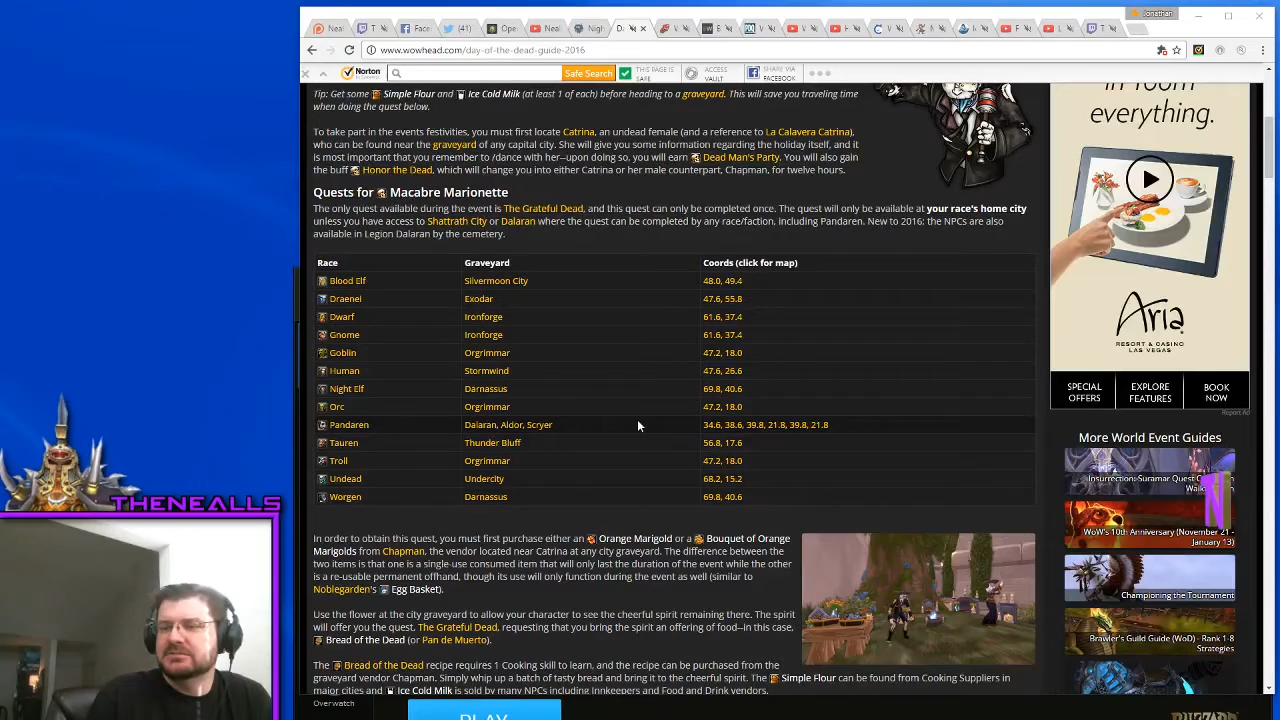 Jonathan
Nea
T
Face
(41)
Ope
Neal
Nigh
Da
V
W
V
V
R
C
V
A
N
M
F
L
T
www.wowhead.com/day-of-the-dead-guide-2016
Norton
Safe Search
THIS PAGE IS SAFE
ACCESS VAULT
SHARE VIA FACEBOOK
Tip: Get some Simple Flour and Ice Cold Milk (at least 1 of each) before heading to a graveyard. This will save you traveling time
when doing the quest below.
To take part in the events festivities, you must first locate Catrina, an undead female (and a reference to La Calavera Catrina),
who can be found near the graveyard of any capital city. She will give you some information regarding the holiday itself, and it
is most important that you remember to /dance with her--upon doing so, you will earn Dead Man's Party. You will also gain
the buff Honor the Dead, which will change you into either Catrina or her male counterpart, Chapman, for twelve hours.
Quests for Macabre Marionette
The only quest available during the event is The Grateful Dead, and this quest can only be completed once. The quest will only be available at your race's home city
unless you have access to Shattrath City or Dalaran where the quest can be completed by any race/faction, including Pandaren. New to 2016: the NPCs are also
available in Legion Dalaran by the cemetery.
Race Graveyard Coords (click for map)
Blood Elf Silvermoon City 48.0, 49.4
Draenei Exodar 47.6, 55.8
Dwarf Ironforge 61.6, 37.4
Gnome Ironforge 61.6, 37.4
Goblin Orgrimmar 47.2, 18.0
Human Stormwind 47.6, 26.6
Night Elf Darnassus 69.8, 40.6
Orc Orgrimmar 47.2, 18.0
Pandaren Dalaran, Aldor, Scryer 34.6, 38.6, 39.8, 21.8, 39.8, 21.8
Tauren Thunder Bluff 56.8, 17.6
Troll Orgrimmar 47.2, 18.0
Undead Undercity 68.2, 15.2
Worgen Darnassus 69.8, 40.6
In order to obtain this quest, you must first purchase either an Orange Marigold or a Bouquet of Orange
Marigolds from Chapman, the vendor located near Catrina at any city graveyard. The difference between the
two items is that one is a single-use consumed item that will only last the duration of the event while the other
is a re-usable permanent offhand, though its use will only function during the event as well (similar to
Noblegarden's Egg Basket).
Use the flower at the city graveyard to allow your character to see the cheerful spirit remaining there. The spirit
will offer you the quest, The Grateful Dead, requesting that you bring the spirit an offering of food--in this case,
Bread of the Dead (or Pan de Muerto).
The Bread of the Dead recipe requires 1 Cooking skill to learn, and the recipe can be purchased from the
graveyard vendor Chapman. Simply whip up a batch of tasty bread and bring it to the cheerful spirit. The Simple Flour can be found from Cooking Suppliers in
major cities and Ice Cold Milk is sold by many NPCs including Innkeepers and Food and Drink vendors.
in room
everything.
Aria
RESORT & CASINO
LAS VEGAS
SPECIAL OFFERS
EXPLORE FEATURES
BOOK NOW
Report Ad
More World Event Guides
Insurrection: Suramar Quest C
Walk
WoW's 10th Anniversary (November 21 -
January 13)
Championing the Tournament
Brawler's Guild Guide (WoD) - Rank 1-8
Strategies
THENEALLS
N
Overwatch
PLAY
BLIZZARD